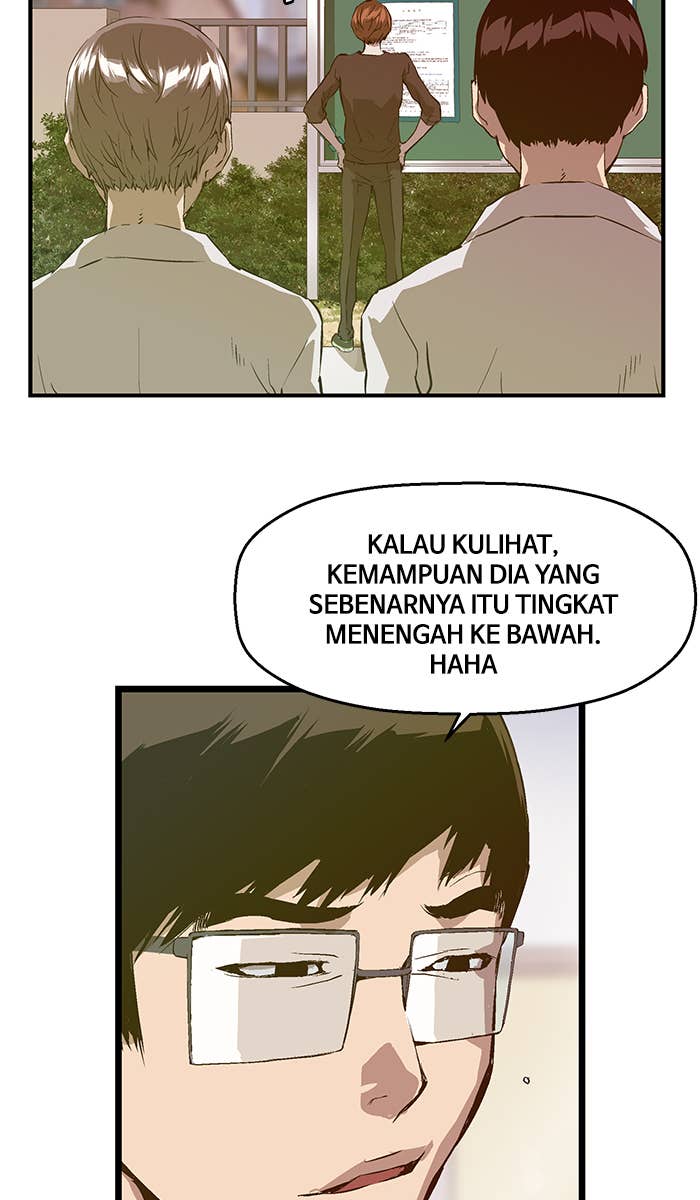 KALAU KULIHAT,
KEMAMPUAN DIA YANG
SEBENARNYA ITU TINGKAT
MENENGAH KE BAWAH.
HAHA